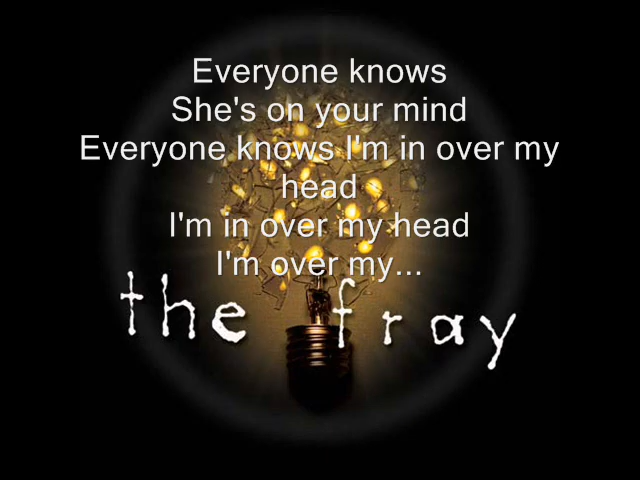 Everyone knows
She's on your mind
Everyone knows I'm in over my
head
I'm in over my head
I'm over my...
the fray